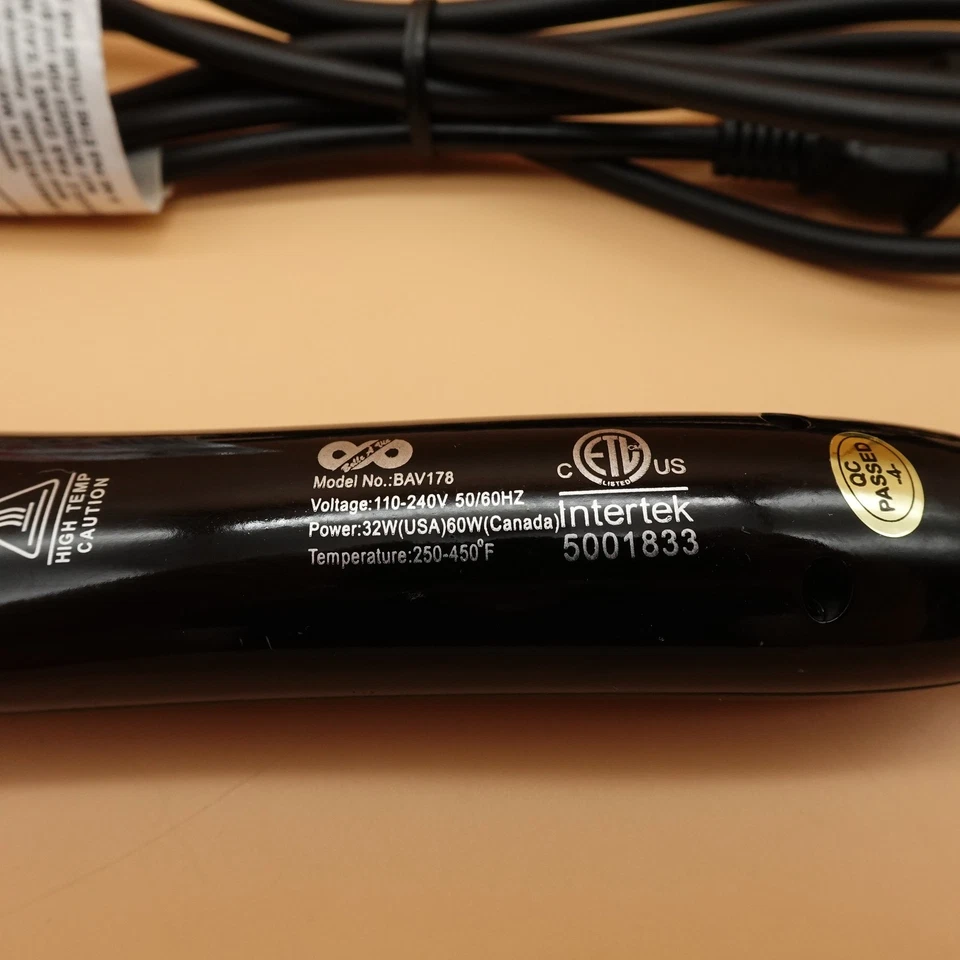 HIGH TEMP
CAUTION
Belle A Vie
Model No.:BAV178
Voltage:110-240V 50/60HZ
Power:32W(USA)60W(Canada)
Temperature:250-450°F
C ETL US
LISTED
Intertek
5001833
QC
PASSED
-4-